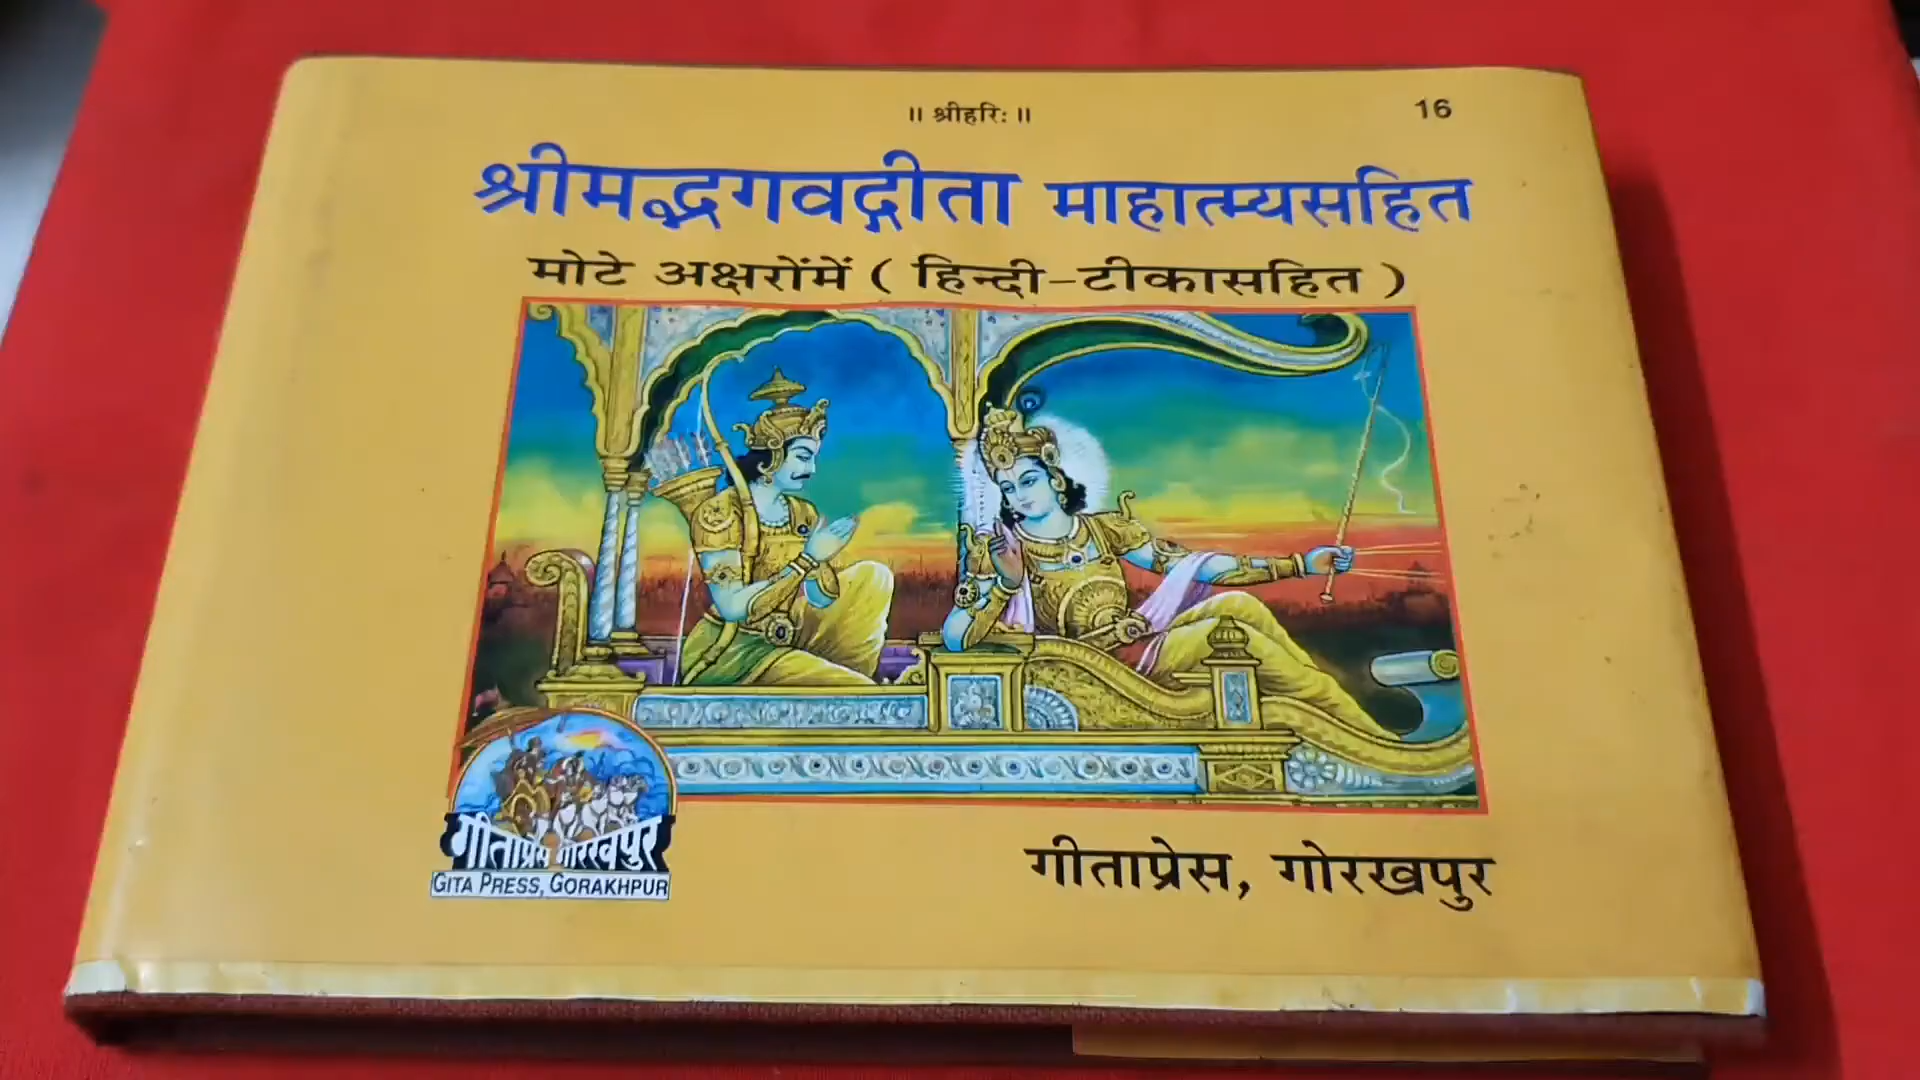 ॥ श्रीहरिः ॥
16
श्रीमद्भगवद्गीता माहात्म्यसहित
मोटे अक्षरोंमें ( हिन्दी-टीकासहित )
गीताप्रेस गोरखपुर
GITA PRESS, GORAKHPUR
गीताप्रेस, गोरखपुर